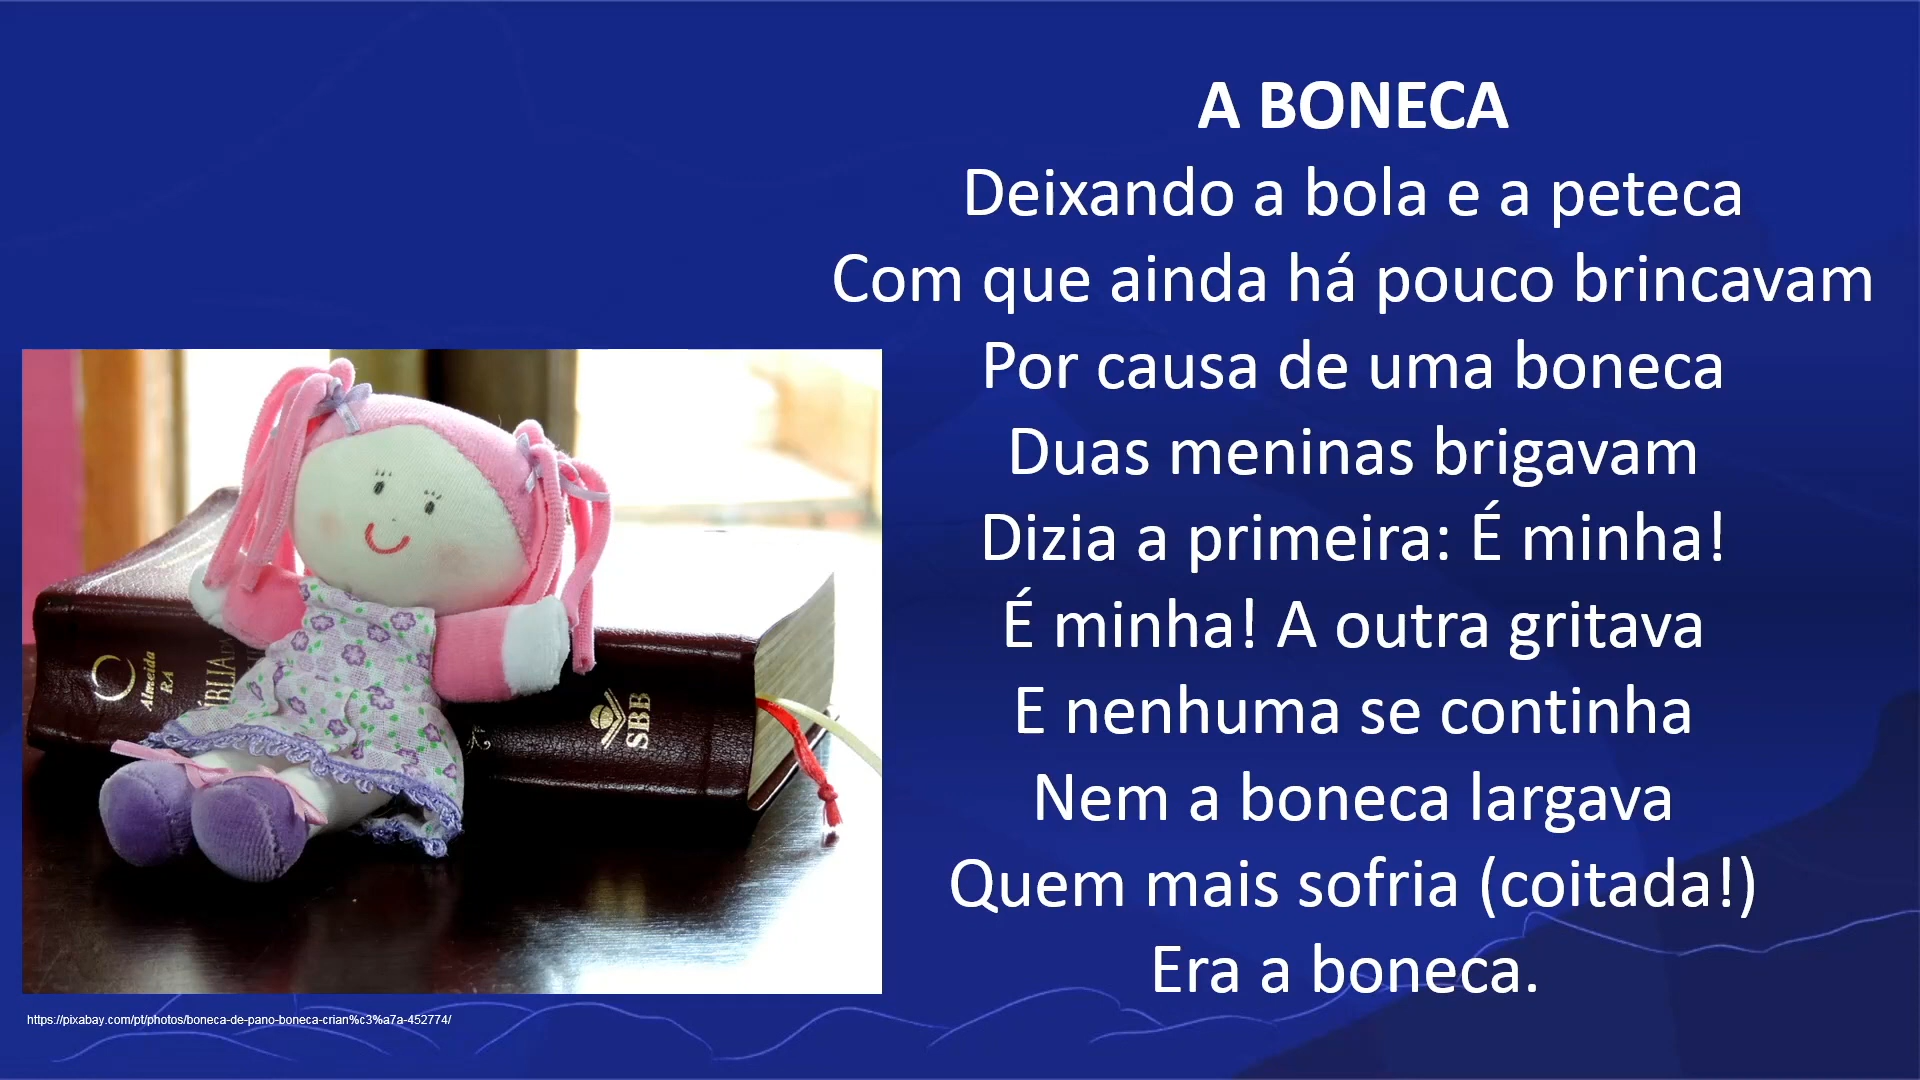 A BONECA
Deixando a bola e a peteca
Com que ainda há pouco brincavam
Por causa de uma boneca
Duas meninas brigavam
Dizia a primeira: É minha!
É minha! A outra gritava
E nenhuma se continha
Nem a boneca largava
Quem mais sofria (coitada!)
Era a boneca.
Almeida
RA
SBB
https://pixabay.com/pt/photos/boneca-de-pano-boneca-crian%c3%a7a-452774/